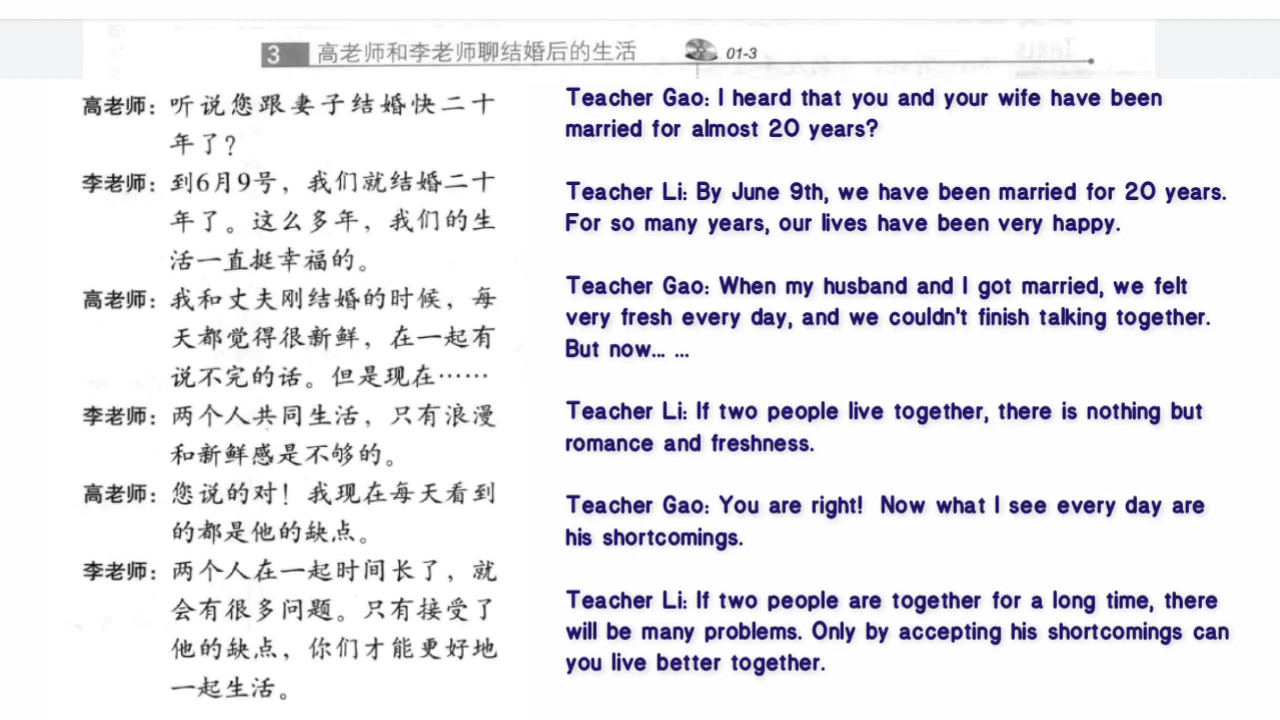 3 高老师和李老师聊结婚后的生活 01-3
高老师：听说您跟妻子结婚快二十
年了？
李老师：到6月9号，我们就结婚二十
年了。这么多年，我们的生
活一直挺幸福的。
高老师：我和丈夫刚结婚的时候，每
天都觉得很新鲜，在一起有
说不完的话。但是现在……
李老师：两个人共同生活，只有浪漫
和新鲜感是不够的。
高老师：您说的对！我现在每天看到
的都是他的缺点。
李老师：两个人在一起时间长了，就
会有很多问题。只有接受了
他的缺点，你们才能更好地
一起生活。
Teacher Gao: I heard that you and your wife have been
married for almost 20 years?
Teacher Li: By June 9th, we have been married for 20 years.
For so many years, our lives have been very happy.
Teacher Gao: When my husband and I got married, we felt
very fresh every day, and we couldn't finish talking together.
But now... ...
Teacher Li: If two people live together, there is nothing but
romance and freshness.
Teacher Gao: You are right! Now what I see every day are
his shortcomings.
Teacher Li: If two people are together for a long time, there
will be many problems. Only by accepting his shortcomings can
you live better together.